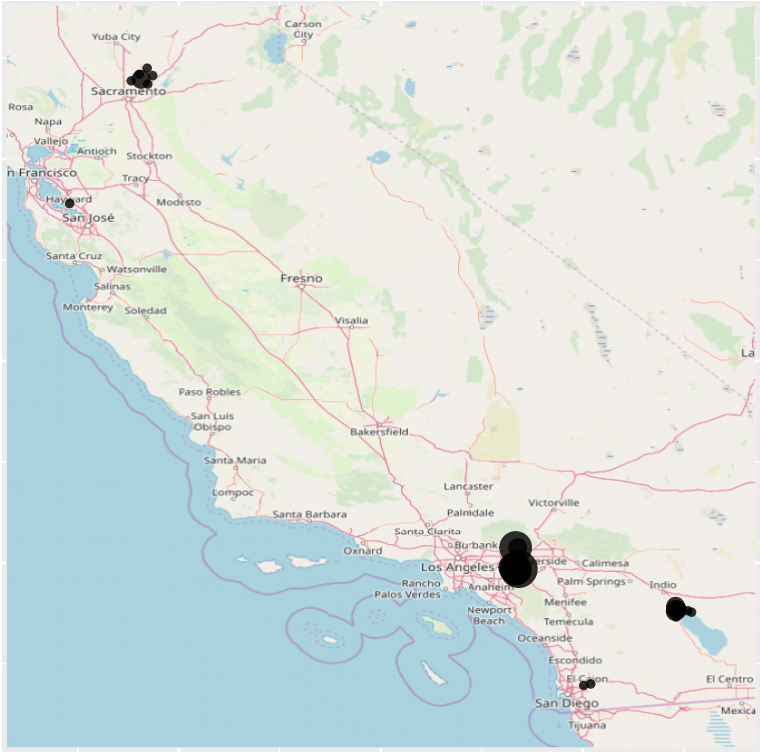 Carson
City
Yuba City
Sacramento
Rosa
Napa
Vallejo
Antioch
Stockton
n Francisco
Tracy
Hayward
Modesto
San José
Santa Cruz
Watsonville
Salinas
Fresno
Monterey
Soledad
Visalia
La
Paso Robles
San Luis
Obispo
Bakersfield
Santa Maria
Lompoc
Lancaster
Victorville
Santa Barbara
Palmdale
Santa Clarita
Oxnard
Burbank
erside
Calimesa
Los Angeles
Rancho
Palos Verdes
Anaheim
Palm Springs
Indio
Menifee
Newport
Beach
Temecula
Oceanside
Escondido
El Cajon
El Centro
San Diego
Mexica
Tijuana